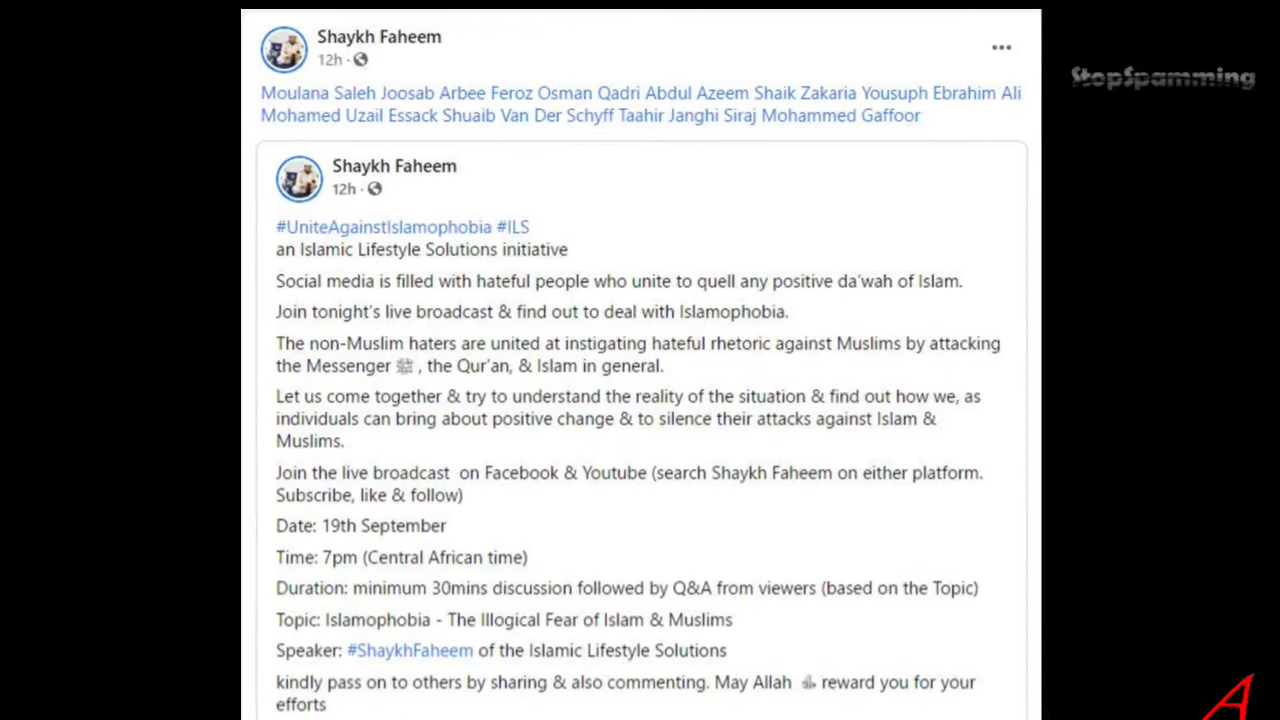 Shaykh Faheem
12h ·
StopSpamming
Moulana Saleh Joosab Arbee Feroz Osman Qadri Abdul Azeem Shaik Zakaria Yousuph Ebrahim Ali
Mohamed Uzail Essack Shuaib Van Der Schyff Taahir Janghi Siraj Mohammed Gaffoor
Shaykh Faheem
12h ·
#UniteAgainstIslamophobia #ILS
an Islamic Lifestyle Solutions initiative
Social media is filled with hateful people who unite to quell any positive da'wah of Islam.
Join tonight's live broadcast & find out to deal with Islamophobia.
The non-Muslim haters are united at instigating hateful rhetoric against Muslims by attacking
the Messenger ﷺ , the Qur'an, & Islam in general.
Let us come together & try to understand the reality of the situation & find out how we, as
individuals can bring about positive change & to silence their attacks against Islam &
Muslims.
Join the live broadcast on Facebook & Youtube (search Shaykh Faheem on either platform.
Subscribe, like & follow)
Date: 19th September
Time: 7pm (Central African time)
Duration: minimum 30mins discussion followed by Q&A from viewers (based on the Topic)
Topic: Islamophobia - The Illogical Fear of Islam & Muslims
Speaker: #ShaykhFaheem of the Islamic Lifestyle Solutions
kindly pass on to others by sharing & also commenting. May Allah reward you for your
efforts
A